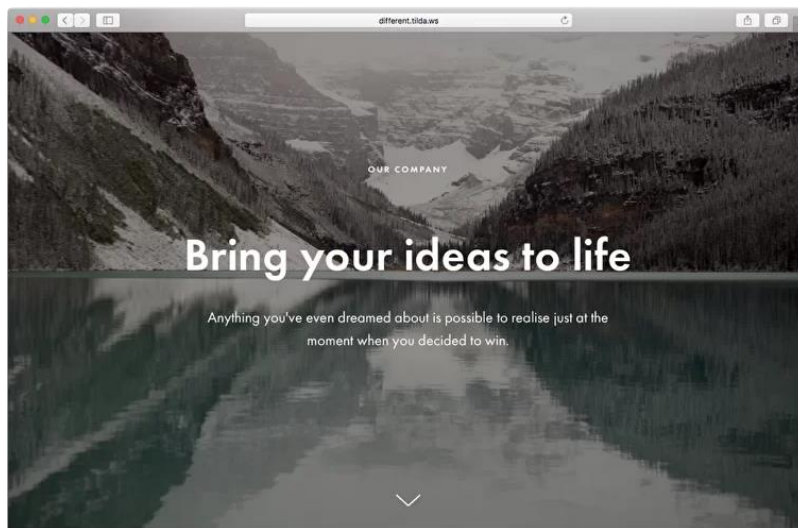 different.tilda.ws
OUR COMPANY
Bring your ideas to life
Anything you've even dreamed about is possible to realise just at the
moment when you decided to win.